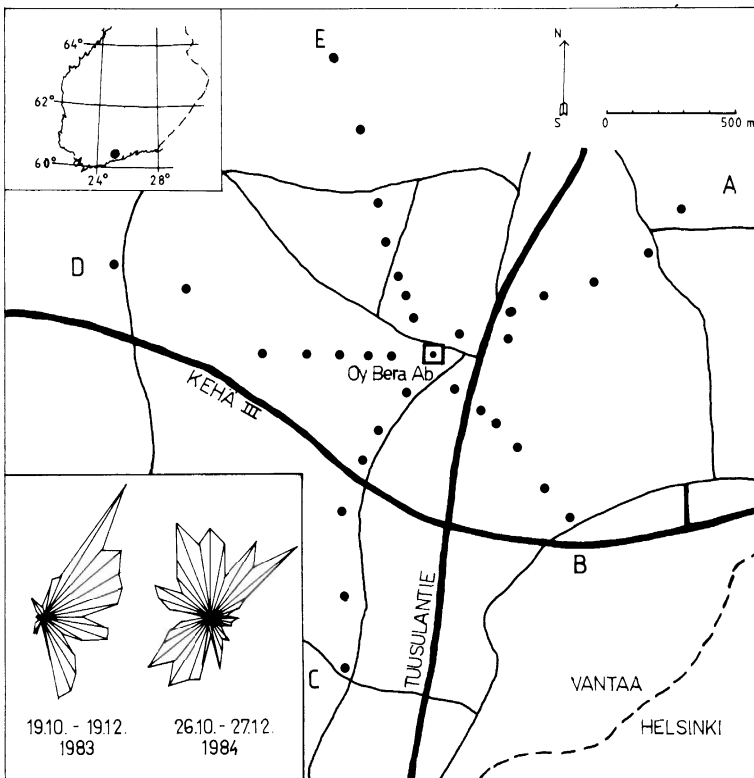 E
N
S
0 500 m
64°
62°
60°
24° 28°
A
D
Oy Bera Ab
KEHÄ III
B
TUUSULANTIE
C
VANTAA
HELSINKI
19.10. - 19.12.
1983
26.10. - 27.12.
1984